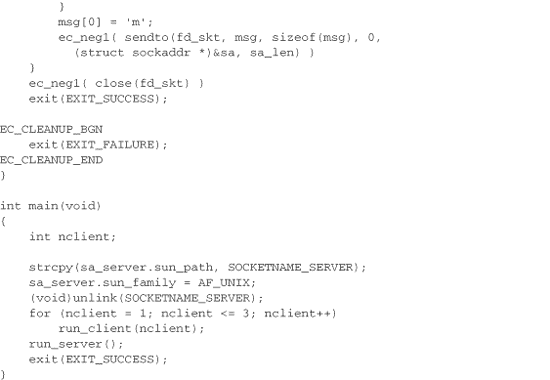 }
msg[0] = 'm';
ec_neg1( sendto(fd_skt, msg, sizeof(msg), 0,
(struct sockaddr *)&sa, sa_len) )
}
ec_neg1( close(fd_skt) )
exit(EXIT_SUCCESS);
EC_CLEANUP_BGN
exit(EXIT_FAILURE);
EC_CLEANUP_END
}
int main(void)
{
int nclient;
strcpy(sa_server.sun_path, SOCKETNAME_SERVER);
sa_server.sun_family = AF_UNIX;
(void)unlink(SOCKETNAME_SERVER);
for (nclient = 1; nclient <= 3; nclient++)
run_client(nclient);
run_server();
exit(EXIT_SUCCESS);
}